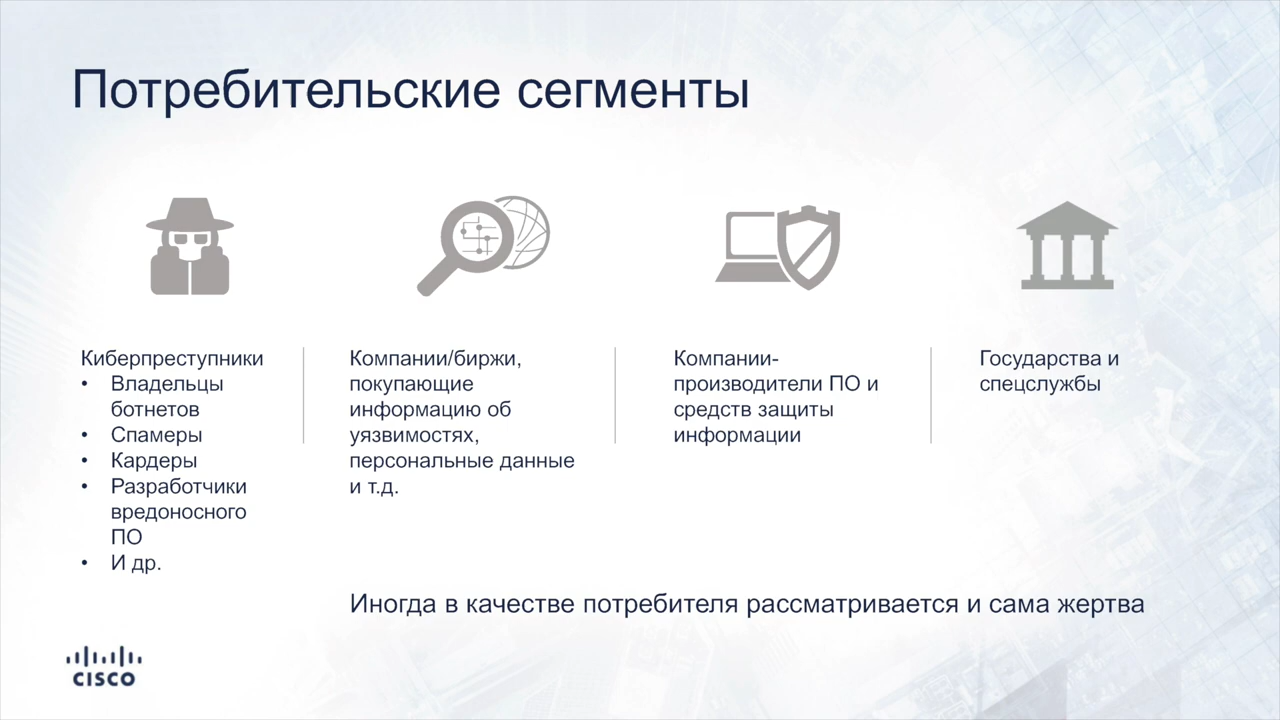 Потребительские сегменты
Киберпреступники
• Владельцы
ботнетов
• Спамеры
• Кардеры
• Разработчики
вредоносного
ПО
• И др.
Компании/биржи,
покупающие
информацию об
уязвимостях,
персональные данные
и т.д.
Компании-
производители ПО и
средств защиты
информации
Государства и
спецслужбы
Иногда в качестве потребителя рассматривается и сама жертва
CISCO